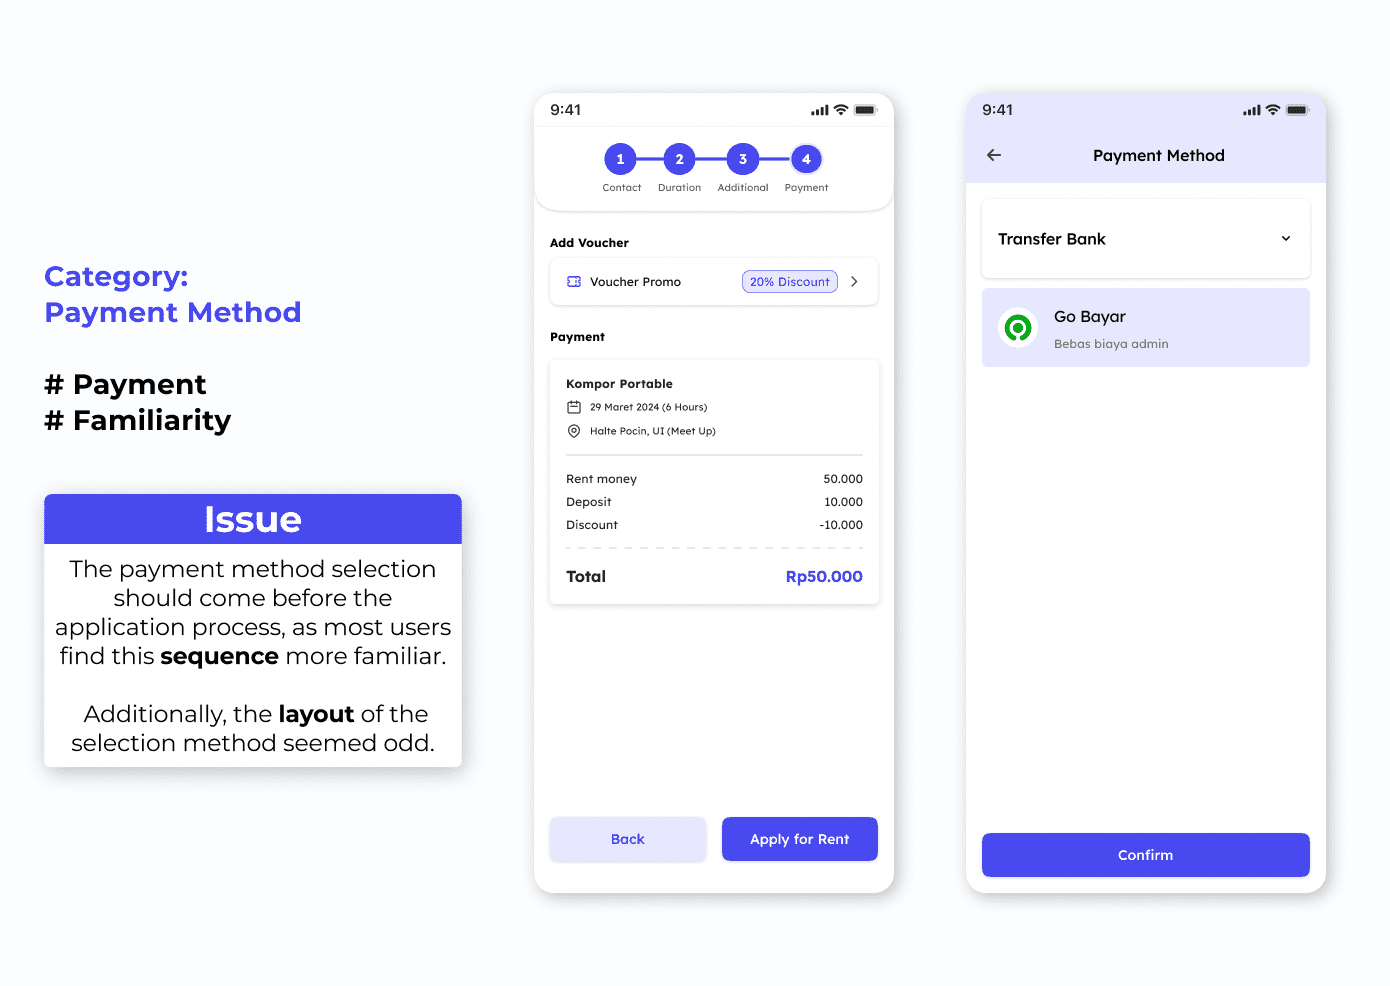 Category:
Payment Method
# Payment
# Familiarity
Issue
The payment method selection
should come before the
application process, as most users
find this sequence more familiar.
Additionally, the layout of the
selection method seemed odd.
9:41
1 2 3 4
Contact Duration Additional Payment
Add Voucher
Voucher Promo 20% Discount
Payment
Kompor Portable
29 Maret 2024 (6 Hours)
Halte Pocin, UI (Meet Up)
Rent money 50.000
Deposit 10.000
Discount -10.000
Total Rp50.000
Back Apply for Rent
9:41
Payment Method
Transfer Bank
Go Bayar
Bebas biaya admin
Confirm